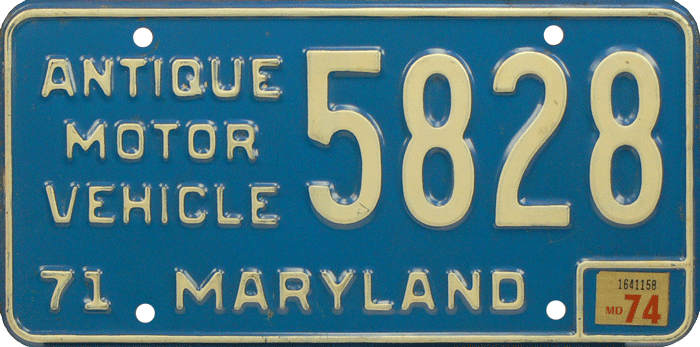 ANTIQUE
MOTOR
VEHICLE
5828
71 MARYLAND
1641158
MD 74